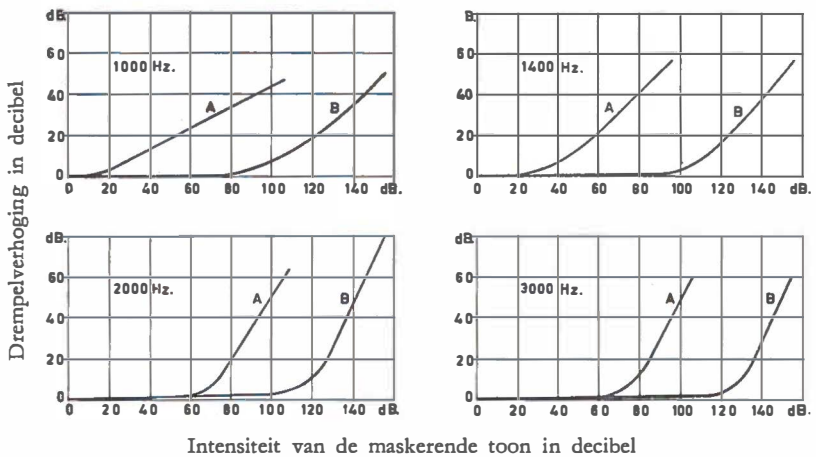 dB.
60
1000 Hz.
40
A
B
20
0
0 20 40 60 80 100 120 140 dB.
B.
60
1400 Hz.
40
A
B
20
0
0 20 40 60 80 100 120 140 dB.
dB.
60
2000 Hz.
A
B
40
20
0
0 20 40 60 80 100 120 140 dB.
dB.
60
3000 Hz.
A
B
40
20
0
0 20 40 60 80 100 120 140 dB.
Drempelverhoging in decibel
Intensiteit van de maskerende toon in decibel